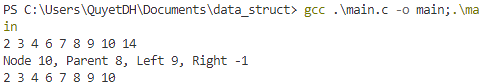 PS C:\Users\QuyetDH\Documents\data_struct> gcc .\main.c -o main;.\ma
in
2 3 4 6 7 8 9 10 14
Node 10, Parent 8, Left 9, Right -1
2 3 4 6 7 8 9 10